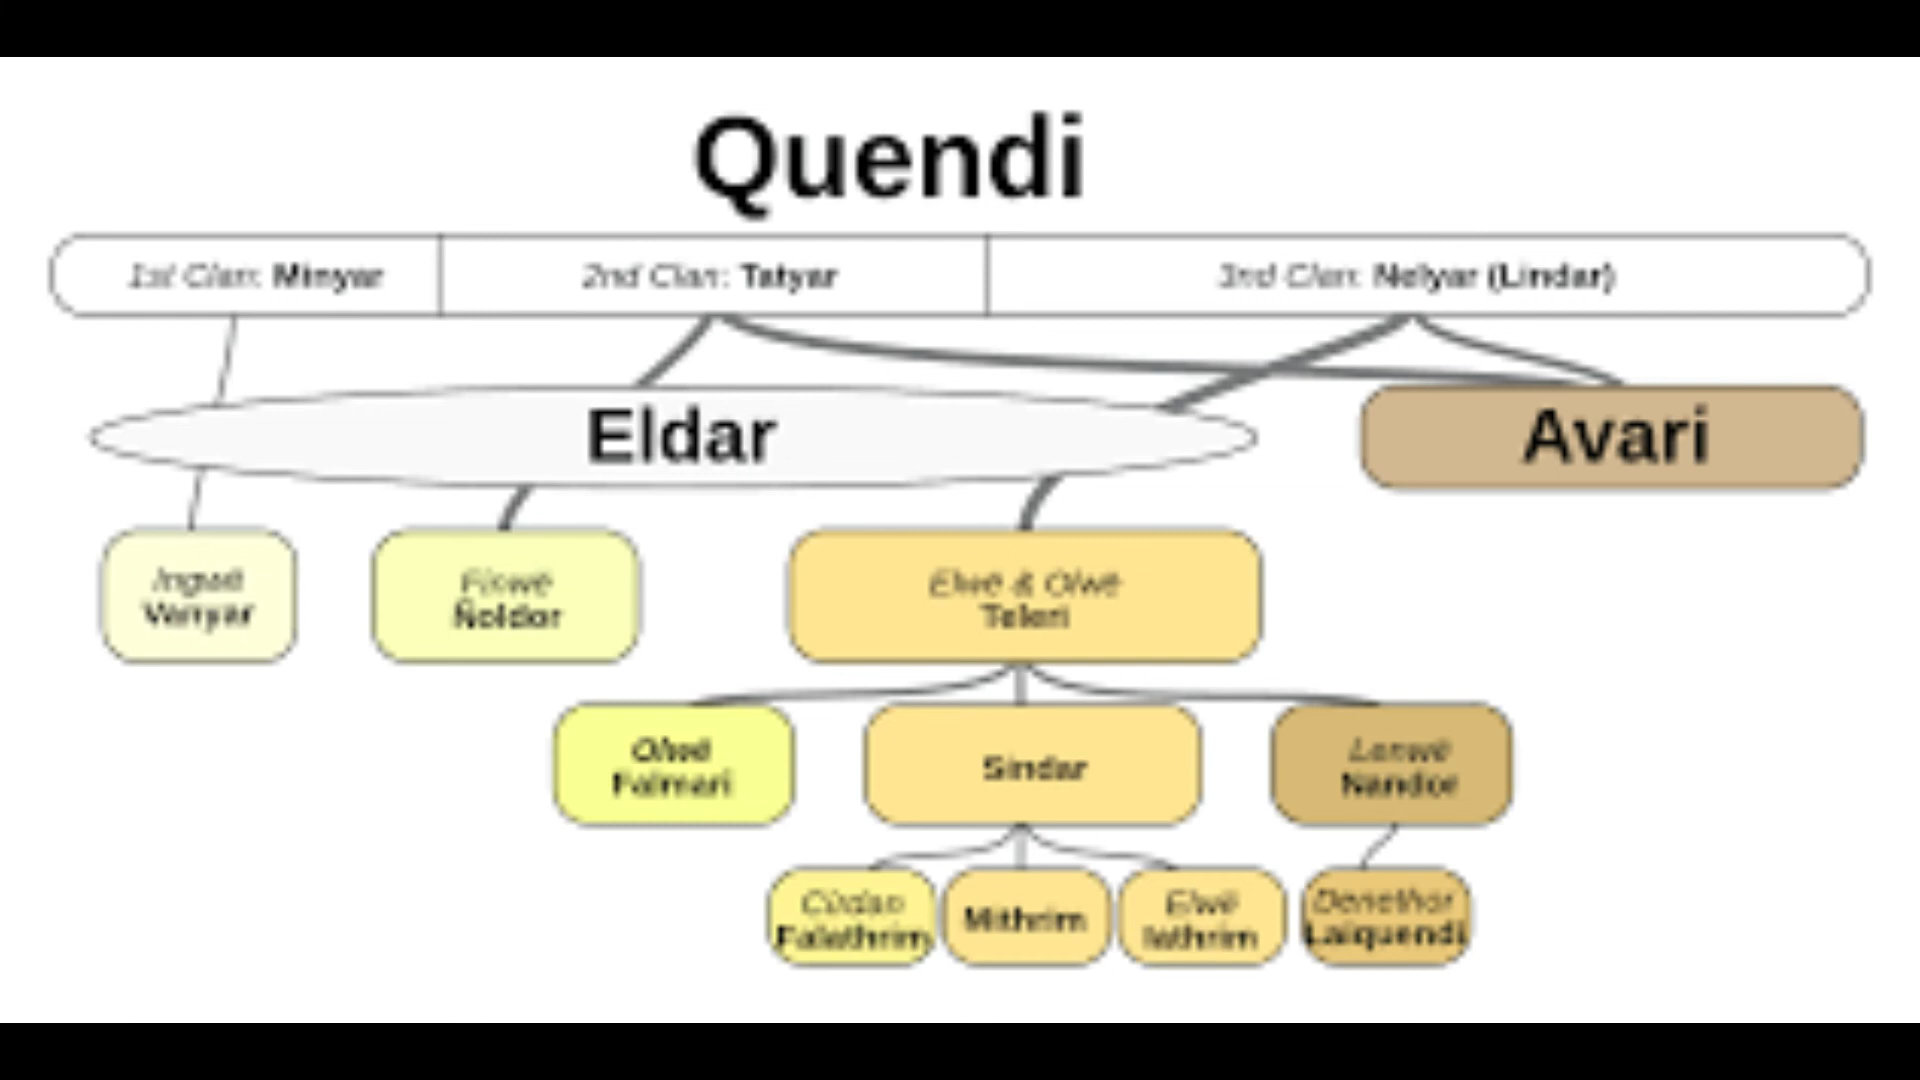 Quendi
1st Clan: Minyar
2nd Clan: Tatyar
3rd Clan: Nelyar (Lindar)
Eldar
Avari
Ingwë
Vanyar
Finwë
Ñoldor
Elwë & Olwë
Teleri
Olwë
Falmari
Sindar
Lenwë
Nandor
Círdan
Falathrim
Mithrim
Elwë
Iathrim
Denethor
Laiquendi